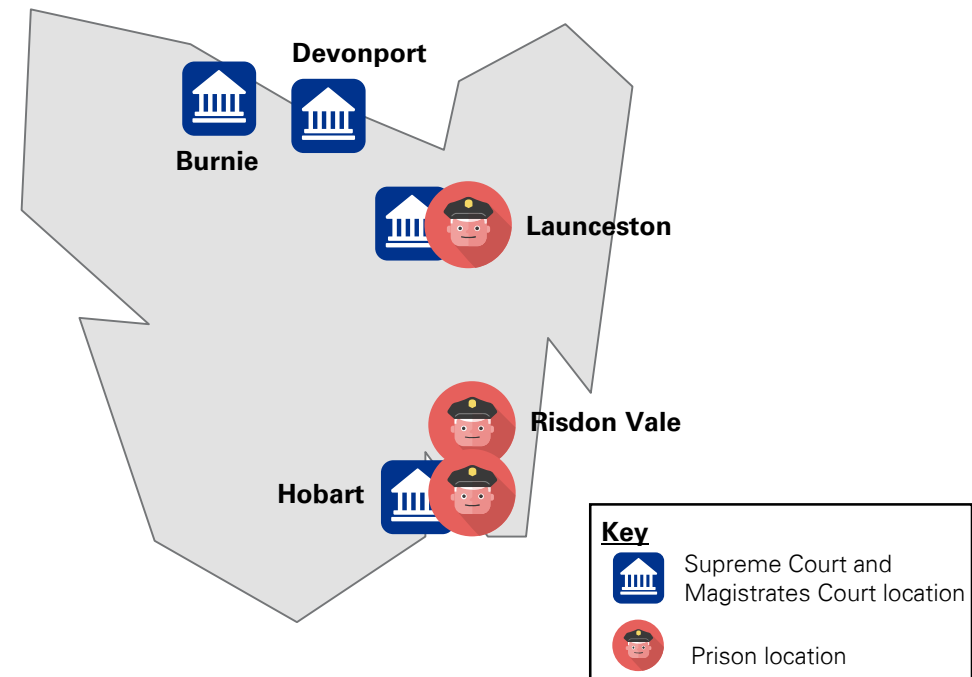 Devonport
Burnie
Launceston
Risdon Vale
Hobart
Key
Supreme Court and
Magistrates Court location
Prison location